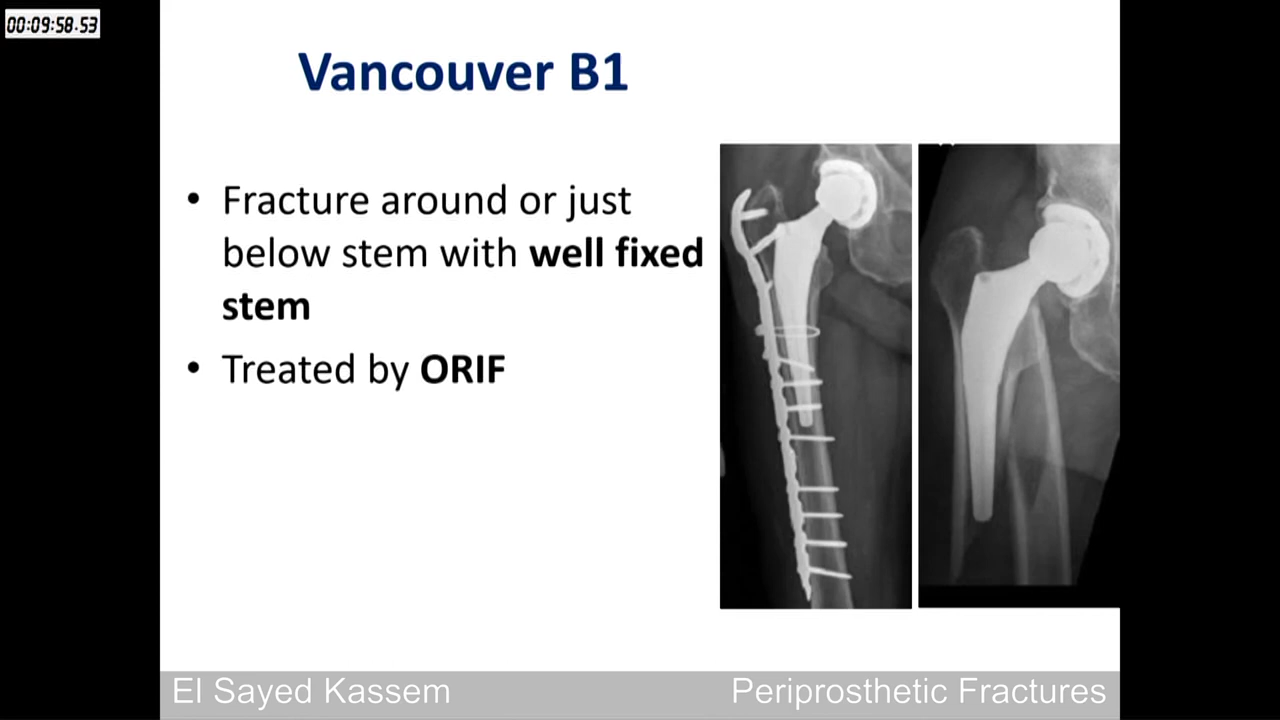 00:09:58.53
Vancouver B1
• Fracture around or just
below stem with well fixed
stem
• Treated by ORIF
El Sayed Kassem
Periprosthetic Fractures